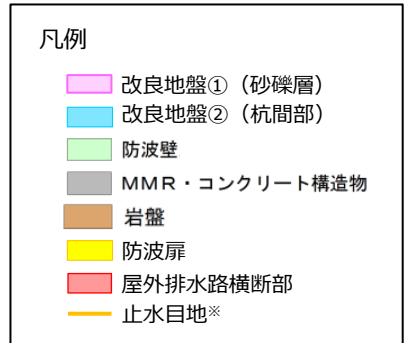 凡例
改良地盤①（砂礫層）
改良地盤②（杭間部）
防波壁
ＭＭＲ・コンクリート構造物
岩盤
防波扉
屋外排水路横断部
止水目地※